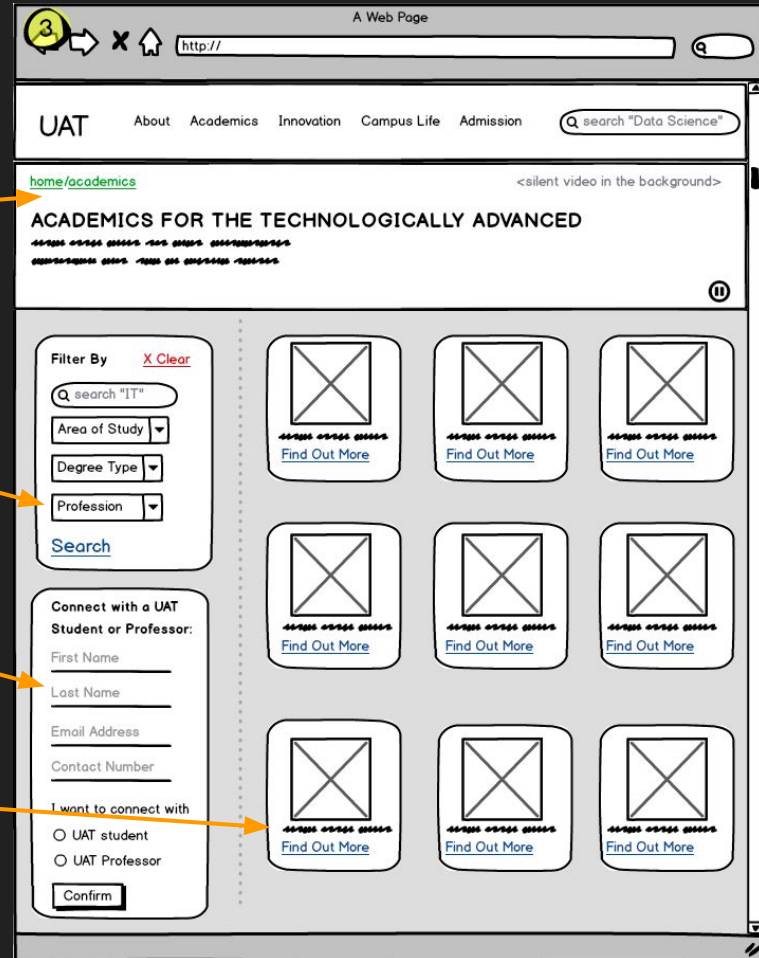 A Web Page
3
http://
UAT
About Academics Innovation Campus Life Admission
search "Data Science"
home/academics
<silent video in the background>
ACADEMICS FOR THE TECHNOLOGICALLY ADVANCED
Filter By X Clear
search "IT"
Area of Study
Degree Type
Profession
Search
Connect with a UAT
Student or Professor:
First Name
Last Name
Email Address
Contact Number
I want to connect with
UAT student
UAT Professor
Confirm
Find Out More Find Out More Find Out More
Find Out More Find Out More Find Out More
Find Out More Find Out More Find Out More